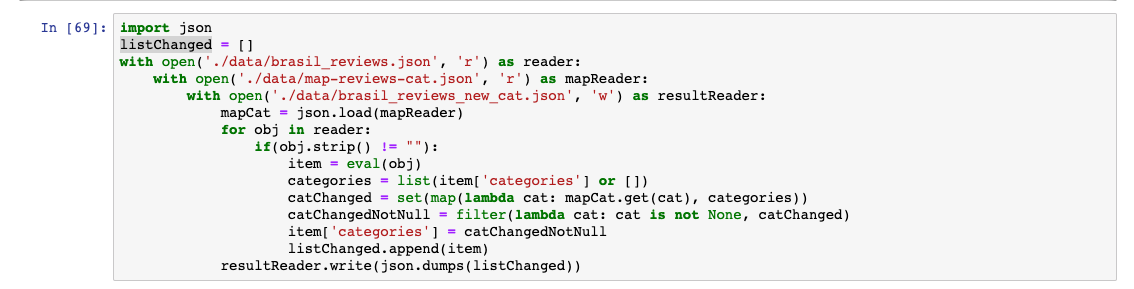 In [69]: import json
listChanged = []
with open('./data/brasil_reviews.json', 'r') as reader:
    with open('./data/map-reviews-cat.json', 'r') as mapReader:
        with open('./data/brasil_reviews_new_cat.json', 'w') as resultReader:
            mapCat = json.load(mapReader)
            for obj in reader:
                if(obj.strip() != ""):
                    item = eval(obj)
                    categories = list(item['categories'] or [])
                    catChanged = set(map(lambda cat: mapCat.get(cat), categories))
                    catChangedNotNull = filter(lambda cat: cat is not None, catChanged)
                    item['categories'] = catChangedNotNull
                    listChanged.append(item)
            resultReader.write(json.dumps(listChanged))